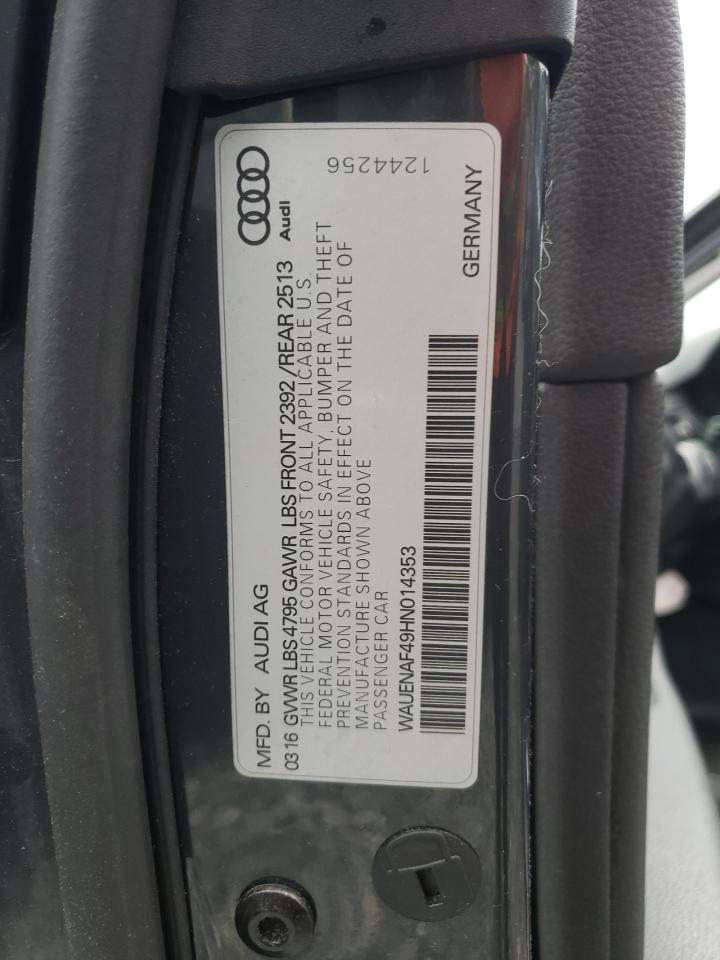 MFD. BY AUDI AG
Audi
0316 GVWR LBS 4795 GAWR LBS FRONT 2392 /REAR 2513
THIS VEHICLE CONFORMS TO ALL APPLICABLE U.S.
FEDERAL MOTOR VEHICLE SAFETY, BUMPER AND THEFT
PREVENTION STANDARDS IN EFFECT ON THE DATE OF
MANUFACTURE SHOWN ABOVE
PASSENGER CAR
1244256
WAUENAF49HN014353
GERMANY